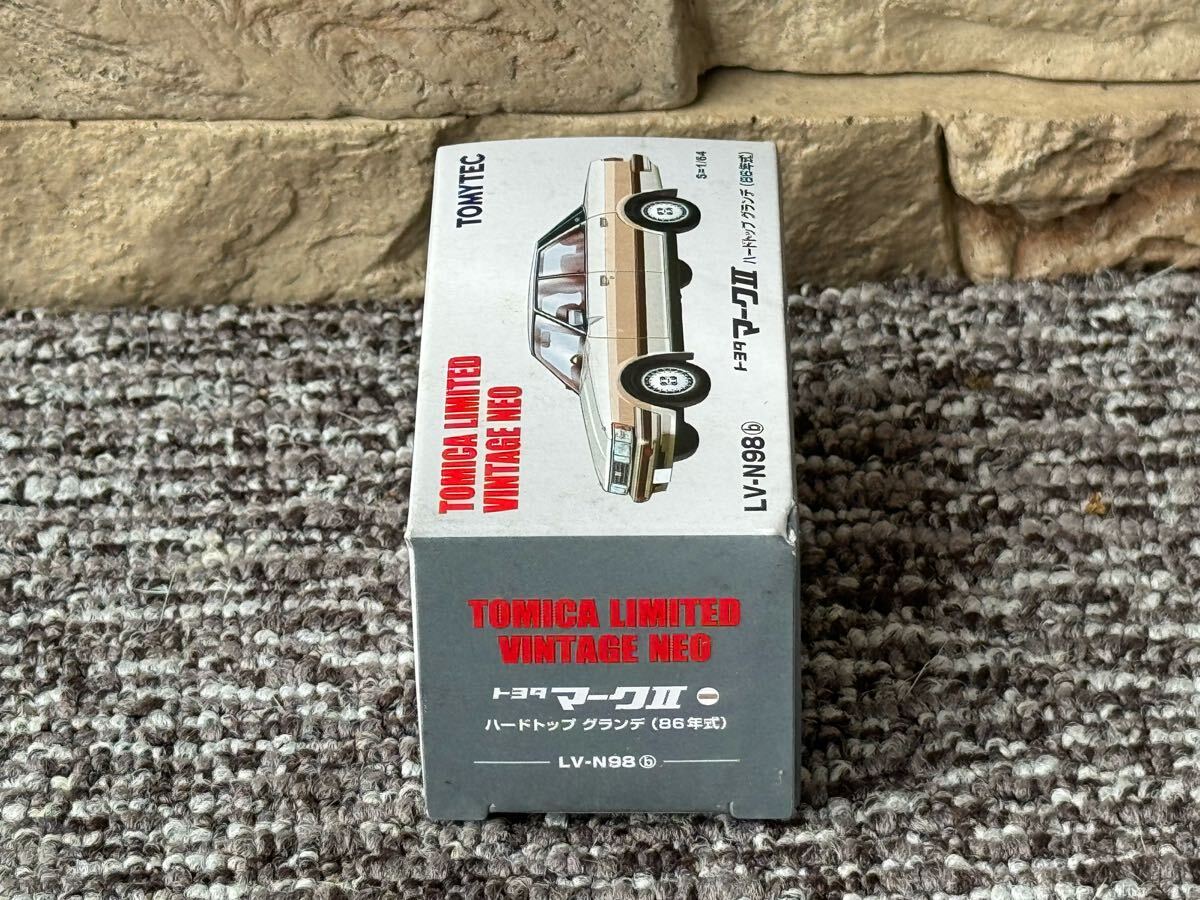 TOMYTEC
TOMICA LIMITED
VINTAGE NEO
S=1/64
LV-N98ⓑ トヨタ マークⅡ ハードトップ グランデ (86年式)
TOMICA LIMITED
VINTAGE NEO
トヨタ マークⅡ
ハードトップ グランデ (86年式)
LV-N98ⓑ